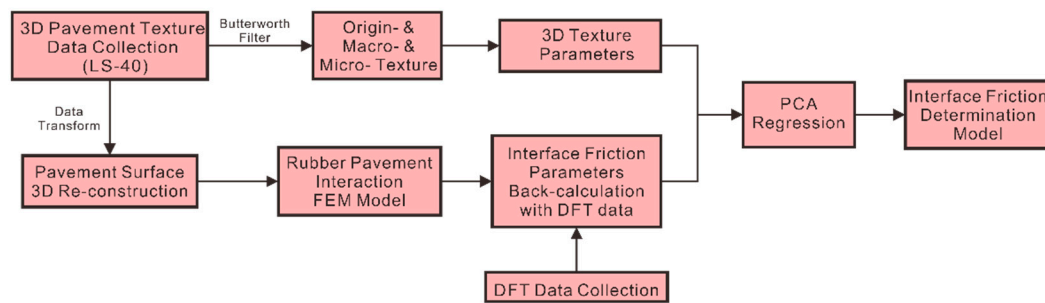 3D Pavement Texture
Data Collection
(LS-40)
Butterworth
Filter
Origin- &
Macro- &
Micro- Texture
3D Texture
Parameters
PCA
Regression
Interface Friction
Determination
Model
Data
Transform
Pavement Surface
3D Re-construction
Rubber Pavement
Interaction
FEM Model
Interface Friction
Parameters
Back-calculation
with DFT data
DFT Data Collection